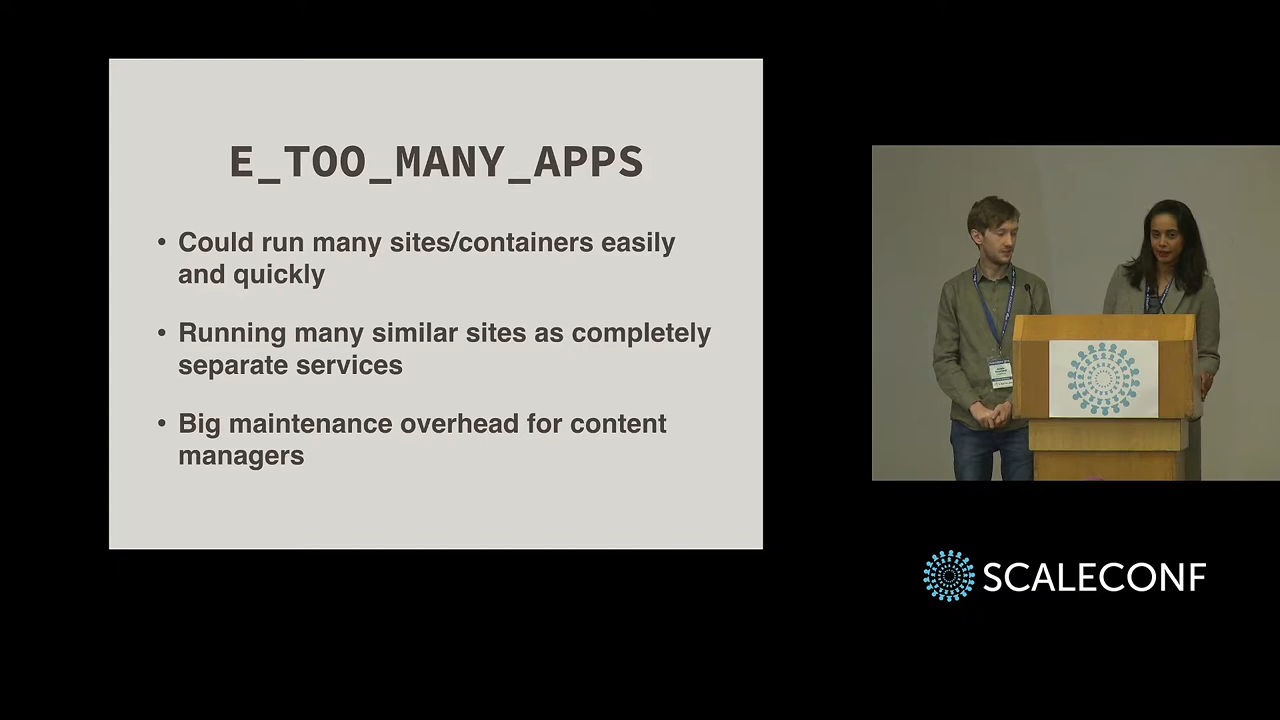 E_TOO_MANY_APPS
• Could run many sites/containers easily
and quickly
• Running many similar sites as completely
separate services
• Big maintenance overhead for content
managers
SCALECONF